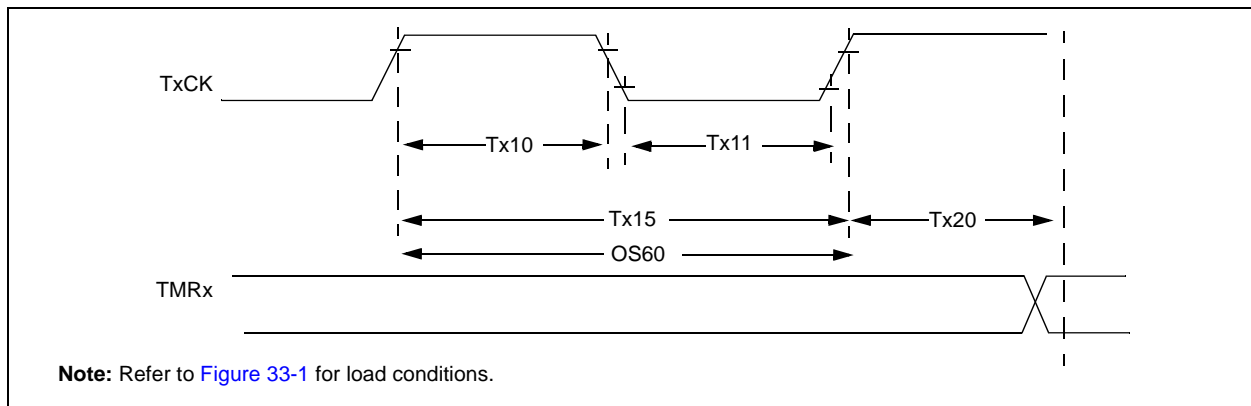 TxCK
Tx10
Tx11
Tx15
Tx20
OS60
TMRx
Note: Refer to Figure 33-1 for load conditions.